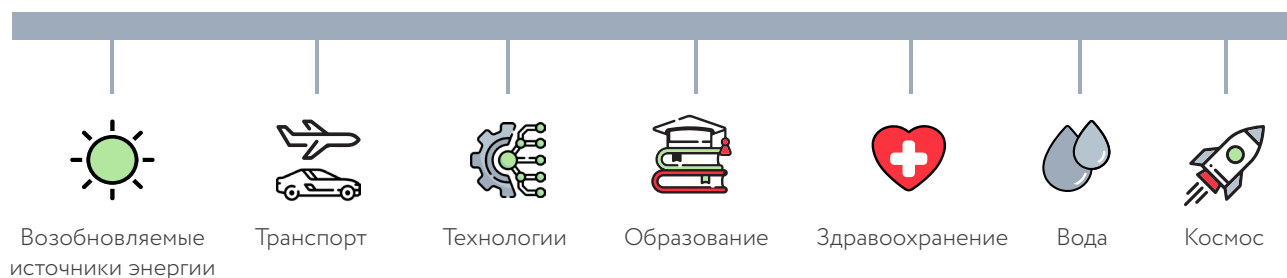 Возобновляемые
источники энергии
Транспорт
Технологии
Образование
Здравоохранение
Вода
Космос